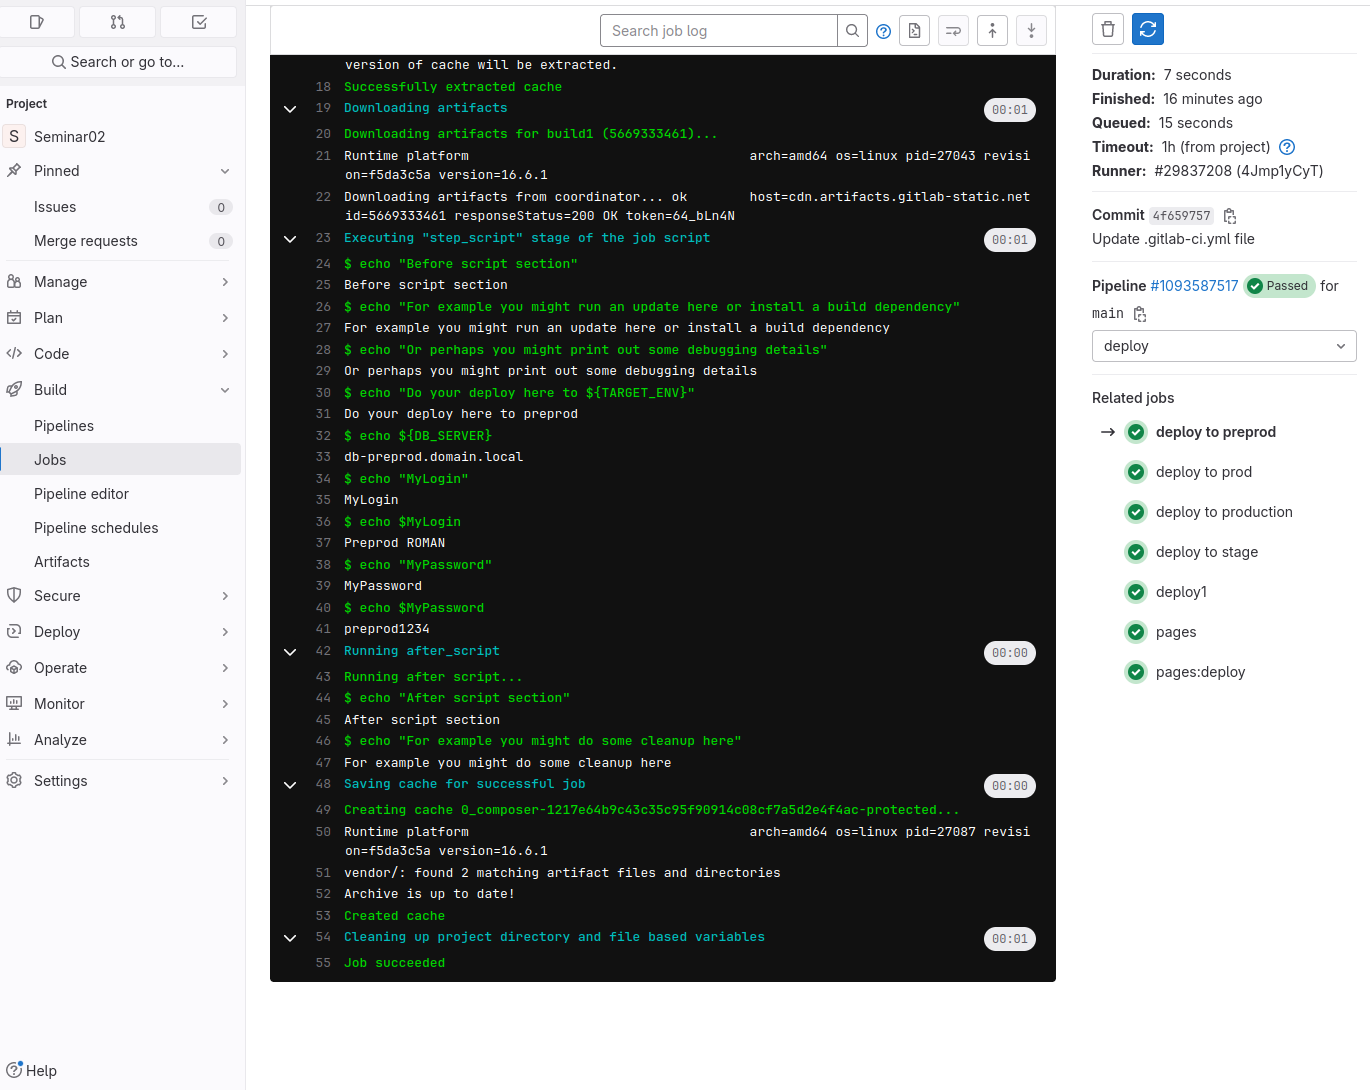 Search or go to...
Project
S Seminar02
Pinned
Issues 0
Merge requests 0
Manage
Plan
Code
Build
Pipelines
Jobs
Pipeline editor
Pipeline schedules
Artifacts
Secure
Deploy
Operate
Monitor
Analyze
Settings
Help
Search job log
version of cache will be extracted.
18 Successfully extracted cache
19 Downloading artifacts 00:01
20 Downloading artifacts for build1 (5669333461)...
21 Runtime platform arch=amd64 os=linux pid=27043 revisi
on=f5da3c5a version=16.6.1
22 Downloading artifacts from coordinator... ok host=cdn.artifacts.gitlab-static.net
id=5669333461 responseStatus=200 OK token=64_bLn4N
23 Executing "step_script" stage of the job script 00:01
24 $ echo "Before script section"
25 Before script section
26 $ echo "For example you might run an update here or install a build dependency"
27 For example you might run an update here or install a build dependency
28 $ echo "Or perhaps you might print out some debugging details"
29 Or perhaps you might print out some debugging details
30 $ echo "Do your deploy here to ${TARGET_ENV}"
31 Do your deploy here to preprod
32 $ echo ${DB_SERVER}
33 db-preprod.domain.local
34 $ echo "MyLogin"
35 MyLogin
36 $ echo $MyLogin
37 Preprod ROMAN
38 $ echo "MyPassword"
39 MyPassword
40 $ echo $MyPassword
41 preprod1234
42 Running after_script 00:00
43 Running after script...
44 $ echo "After script section"
45 After script section
46 $ echo "For example you might do some cleanup here"
47 For example you might do some cleanup here
48 Saving cache for successful job 00:00
49 Creating cache 0_composer-1217e64b9c43c35c95f90914c08cf7a5d2e4f4ac-protected...
50 Runtime platform arch=amd64 os=linux pid=27087 revisi
on=f5da3c5a version=16.6.1
51 vendor/: found 2 matching artifact files and directories
52 Archive is up to date!
53 Created cache
54 Cleaning up project directory and file based variables 00:01
55 Job succeeded
Duration: 7 seconds
Finished: 16 minutes ago
Queued: 15 seconds
Timeout: 1h (from project)
Runner: #29837208 (4Jmp1yCyT)
Commit 4f659757
Update .gitlab-ci.yml file
Pipeline #1093587517 Passed for
main
deploy
Related jobs
deploy to preprod
deploy to prod
deploy to production
deploy to stage
deploy1
pages
pages:deploy